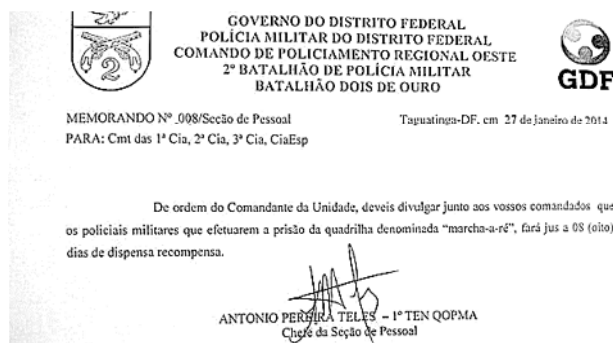 GOVERNO DO DISTRITO FEDERAL
POLÍCIA MILITAR DO DISTRITO FEDERAL
COMANDO DE POLICIAMENTO REGIONAL OESTE
2º BATALHÃO DE POLÍCIA MILITAR
BATALHÃO DOIS DE OURO
2
GDF
MEMORANDO Nº .008/Seção de Pessoal
Taguatinga-DF, em 27 de janeiro de 2014
PARA: Cmt das 1ª Cia, 2ª Cia, 3ª Cia, CiaEsp
De ordem do Comandante da Unidade, deveis divulgar junto aos vossos comandados que
os policiais militares que efetuarem a prisão da quadrilha denominada "marcha-a-ré", fará jus a 08 (oito)
dias de dispensa recompensa.
ANTONIO PEREIRA TELES – 1º TEN QOPMA
Chefe da Seção de Pessoal